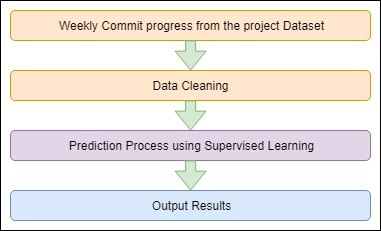 Weekly Commit progress from the project Dataset
Data Cleaning
Prediction Process using Supervised Learning
Output Results